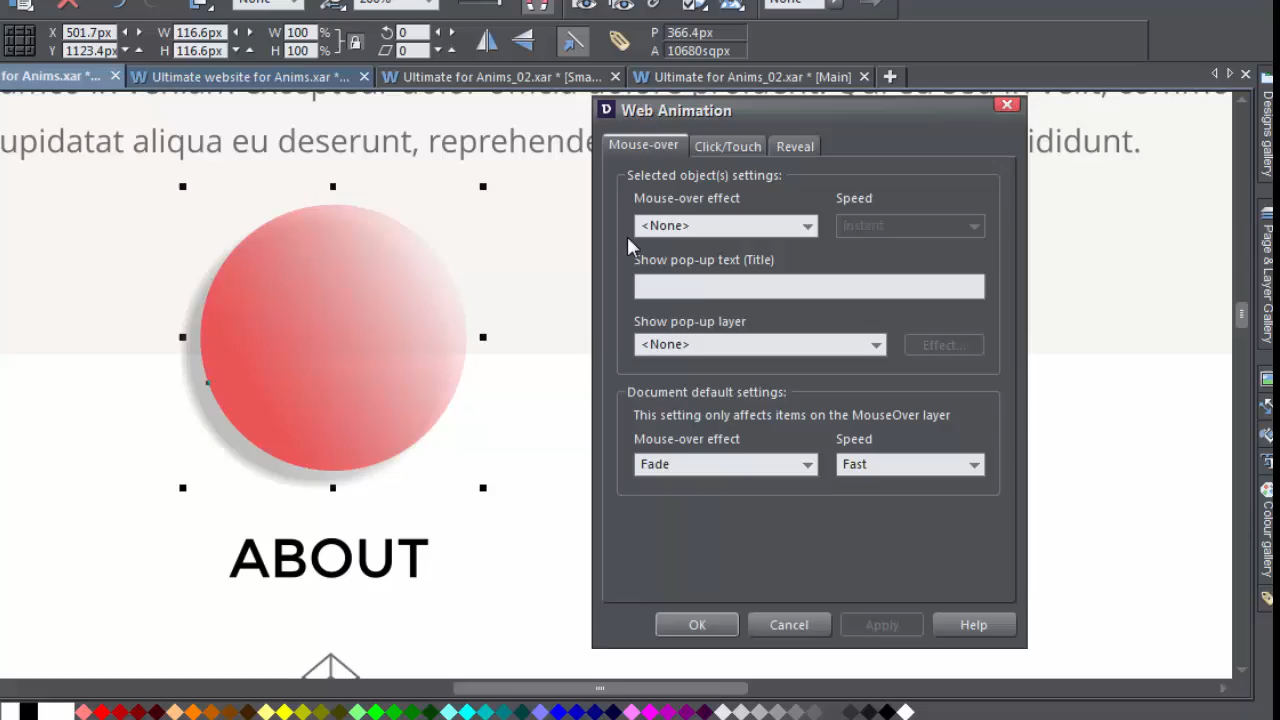 None 200% None
X 501.7px W 116.6px W 100 % 0 P 366.4px
Y 1123.4px H 116.6px H 100 % 0 A 10680sqpx
for Anims.xar *... Ultimate website for Anims.xar *... Ultimate for Anims_02.xar * [Sma... Ultimate for Anims_02.xar * [Main]
upidatat aliqua eu deserunt, reprehende
ididunt.
Web Animation
Mouse-over Click/Touch Reveal
Selected object(s) settings:
Mouse-over effect Speed
<None> Instant
Show pop-up text (Title)
Show pop-up layer
<None> Effect...
Document default settings:
This setting only affects items on the MouseOver layer
Mouse-over effect Speed
Fade Fast
OK Cancel Apply Help
ABOUT
Designs gallery
Page & Layer Gallery
Colour gallery